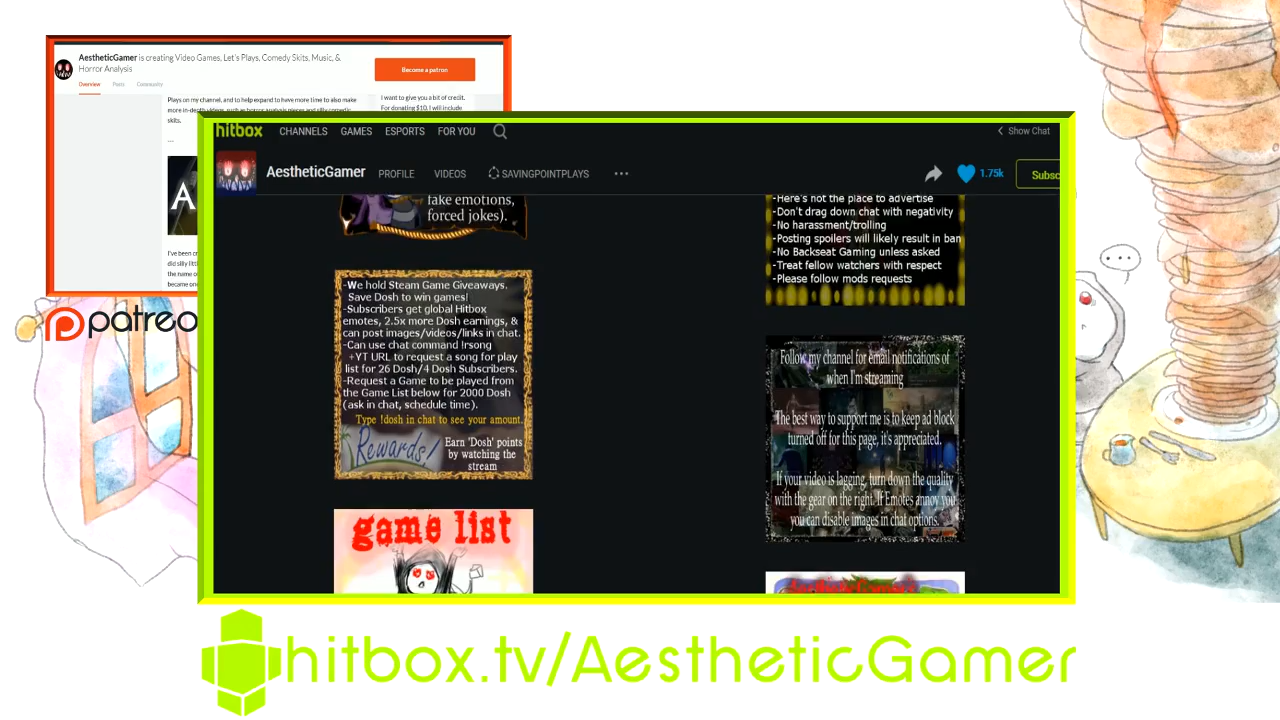 AestheticGamer is creating Video Games, Let's Plays, Comedy Skits, Music, &
Horror Analysis
Become a patron
Overview Posts Community
Plays on my channel, and to help expand to have more time to also make
more in-depth videos, such as horror analysis pieces and silly comedic
skits.
...
I want to give you a bit of credit.
For donating $10, I will include
A
I've been
did silly
the name
became
patreo
hitbox CHANNELS GAMES ESPORTS FOR YOU
Show Chat
AestheticGamer PROFILE VIDEOS SAVINGPOINTPLAYS ...
1.75k Subsc
fake emotions,
forced jokes).
-We hold Steam Game Giveaways.
Save Dosh to win games!
-Subscribers get global Hitbox
emotes, 2.5x more Dosh earnings, &
can post images/videos/links in chat.
-Can use chat command !rsong
+YT URL to request a song for play
list for 26 Dosh/4 Dosh Subscribers.
-Request a Game to be played from
the Game List below for 2000 Dosh
(ask in chat, schedule time).
Type !dosh in chat to see your amount.
Rewards!
Earn 'Dosh' points
by watching the
stream
game list
-Here's not the place to advertise
-Don't drag down chat with negativity
-No harassment/trolling
-Posting spoilers will likely result in ban
-No Backseat Gaming unless asked
-Treat fellow watchers with respect
-Please follow mods requests
Follow my channel for email notifications of
when I'm streaming
The best way to support me is to keep ad block
turned off for this page, it's appreciated.
If your video is lagging, turn down the quality
with the gear on the right. If Emotes annoy you
you can disable images in chat options.
AestheticGamer's
...
hitbox.tv/AestheticGamer